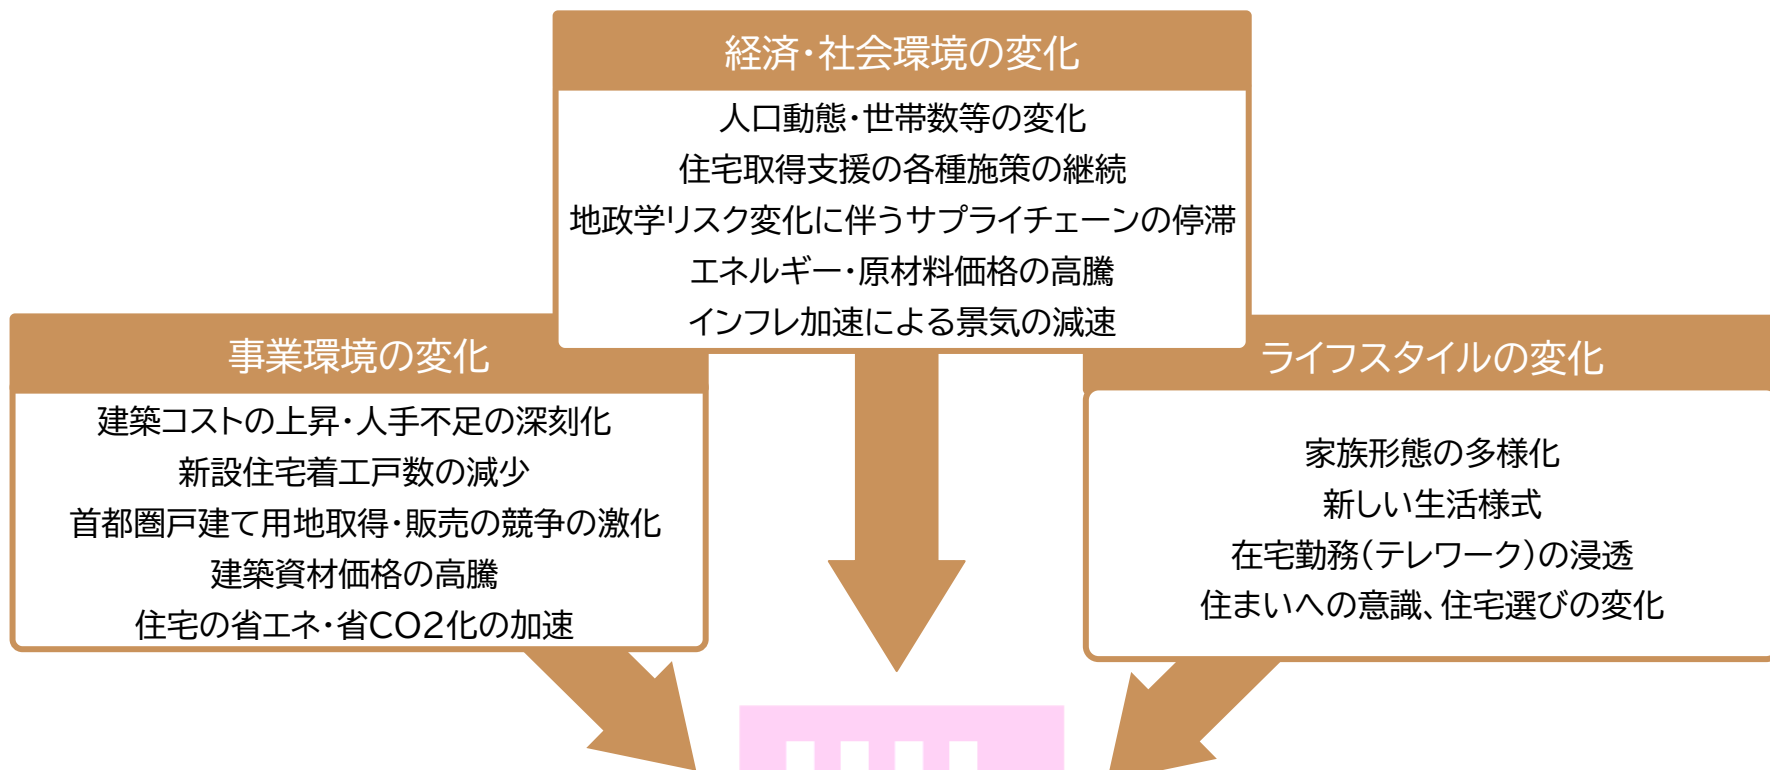 経済・社会環境の変化
人口動態・世帯数等の変化
住宅取得支援の各種施策の継続
地政学リスク変化に伴うサプライチェーンの停滞
エネルギー・原材料価格の高騰
インフレ加速による景気の減速
事業環境の変化
建築コストの上昇・人手不足の深刻化
新設住宅着工戸数の減少
首都圏戸建て用地取得・販売の競争の激化
建築資材価格の高騰
住宅の省エネ・省CO2化の加速
ライフスタイルの変化
家族形態の多様化
新しい生活様式
在宅勤務(テレワーク)の浸透
住まいへの意識、住宅選びの変化